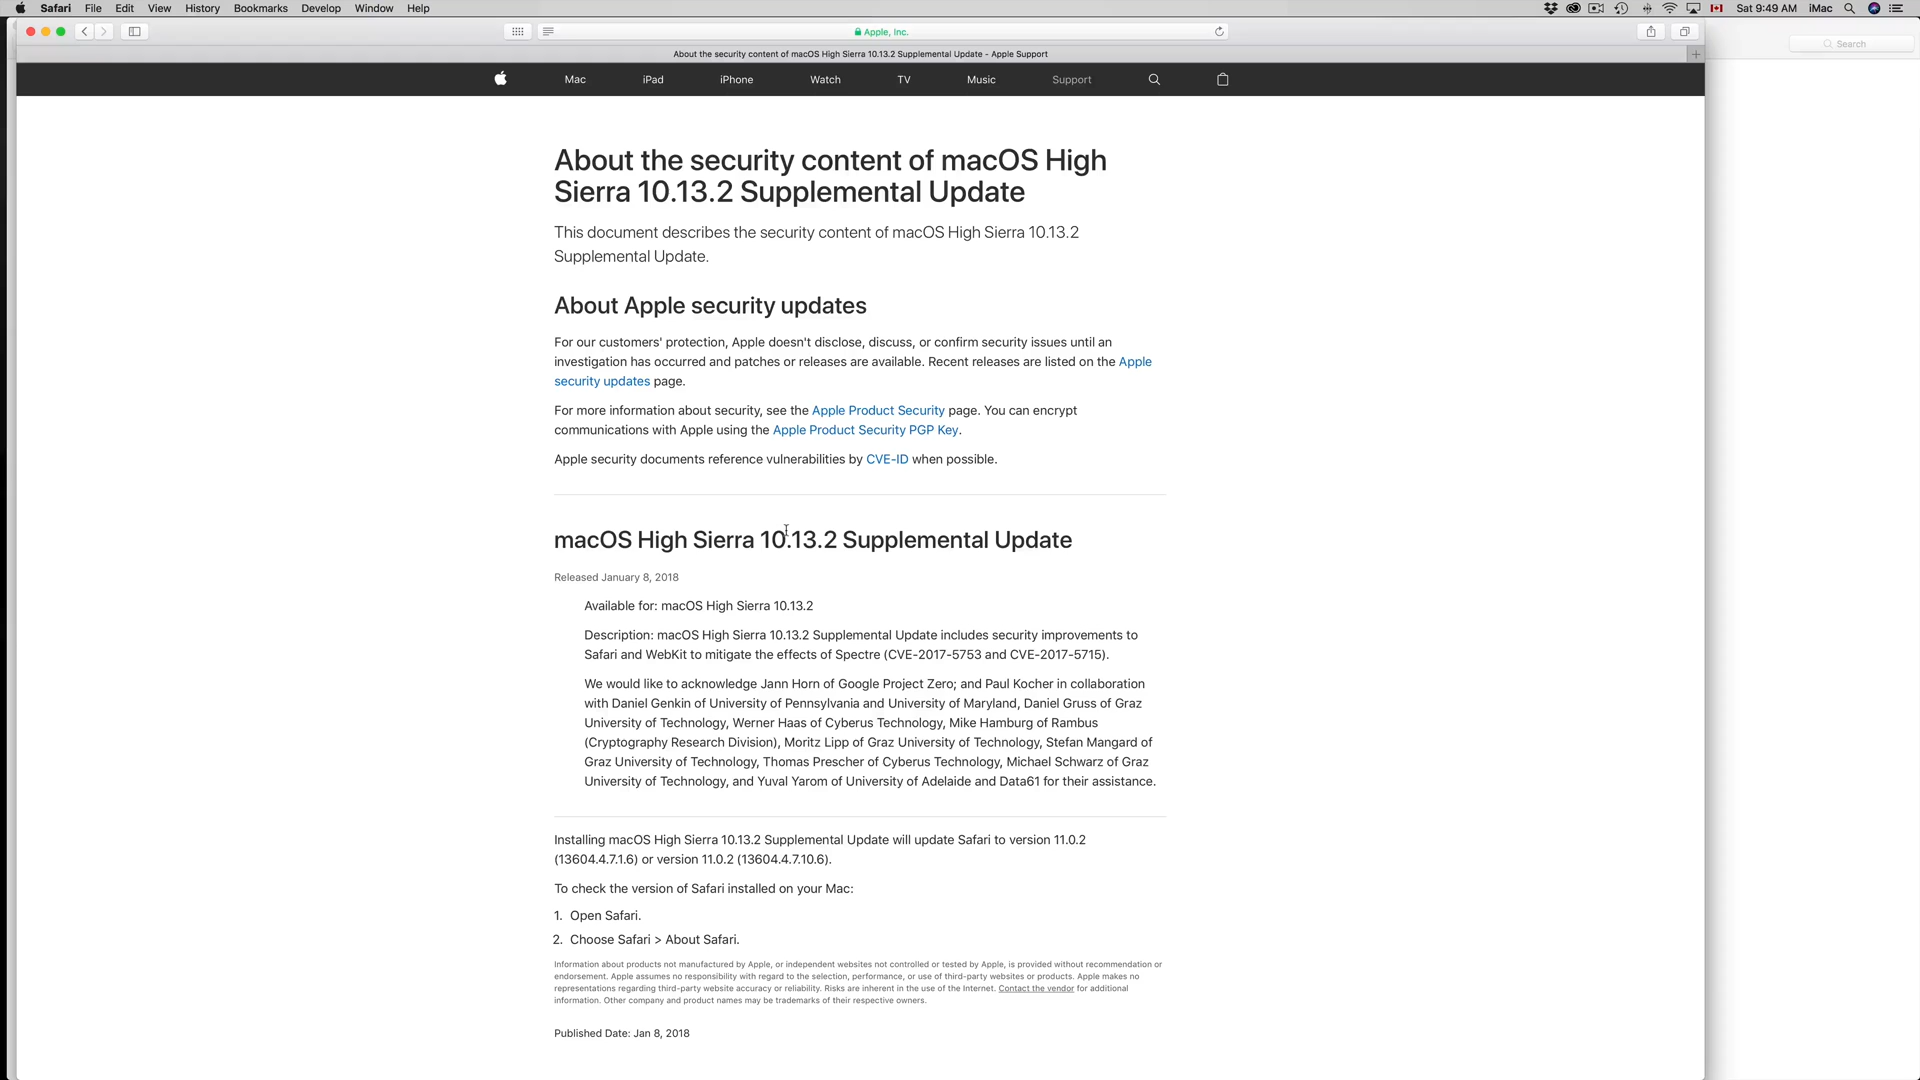 Safari File Edit View History Bookmarks Develop Window Help Sat 9:49 AM iMac
Apple, Inc.
Search
About the security content of macOS High Sierra 10.13.2 Supplemental Update - Apple Support
Mac iPad iPhone Watch TV Music Support
About the security content of macOS High
Sierra 10.13.2 Supplemental Update
This document describes the security content of macOS High Sierra 10.13.2
Supplemental Update.
About Apple security updates
For our customers' protection, Apple doesn't disclose, discuss, or confirm security issues until an
investigation has occurred and patches or releases are available. Recent releases are listed on the Apple
security updates page.
For more information about security, see the Apple Product Security page. You can encrypt
communications with Apple using the Apple Product Security PGP Key.
Apple security documents reference vulnerabilities by CVE-ID when possible.
macOS High Sierra 10.13.2 Supplemental Update
Released January 8, 2018
Available for: macOS High Sierra 10.13.2
Description: macOS High Sierra 10.13.2 Supplemental Update includes security improvements to
Safari and WebKit to mitigate the effects of Spectre (CVE-2017-5753 and CVE-2017-5715).
We would like to acknowledge Jann Horn of Google Project Zero; and Paul Kocher in collaboration
with Daniel Genkin of University of Pennsylvania and University of Maryland, Daniel Gruss of Graz
University of Technology, Werner Haas of Cyberus Technology, Mike Hamburg of Rambus
(Cryptography Research Division), Moritz Lipp of Graz University of Technology, Stefan Mangard of
Graz University of Technology, Thomas Prescher of Cyberus Technology, Michael Schwarz of Graz
University of Technology, and Yuval Yarom of University of Adelaide and Data61 for their assistance.
Installing macOS High Sierra 10.13.2 Supplemental Update will update Safari to version 11.0.2
(13604.4.7.1.6) or version 11.0.2 (13604.4.7.10.6).
To check the version of Safari installed on your Mac:
1. Open Safari.
2. Choose Safari > About Safari.
Information about products not manufactured by Apple, or independent websites not controlled or tested by Apple, is provided without recommendation or
endorsement. Apple assumes no responsibility with regard to the selection, performance, or use of third-party websites or products. Apple makes no
representations regarding third-party website accuracy or reliability. Risks are inherent in the use of the Internet. Contact the vendor for additional
information. Other company and product names may be trademarks of their respective owners.
Published Date: Jan 8, 2018